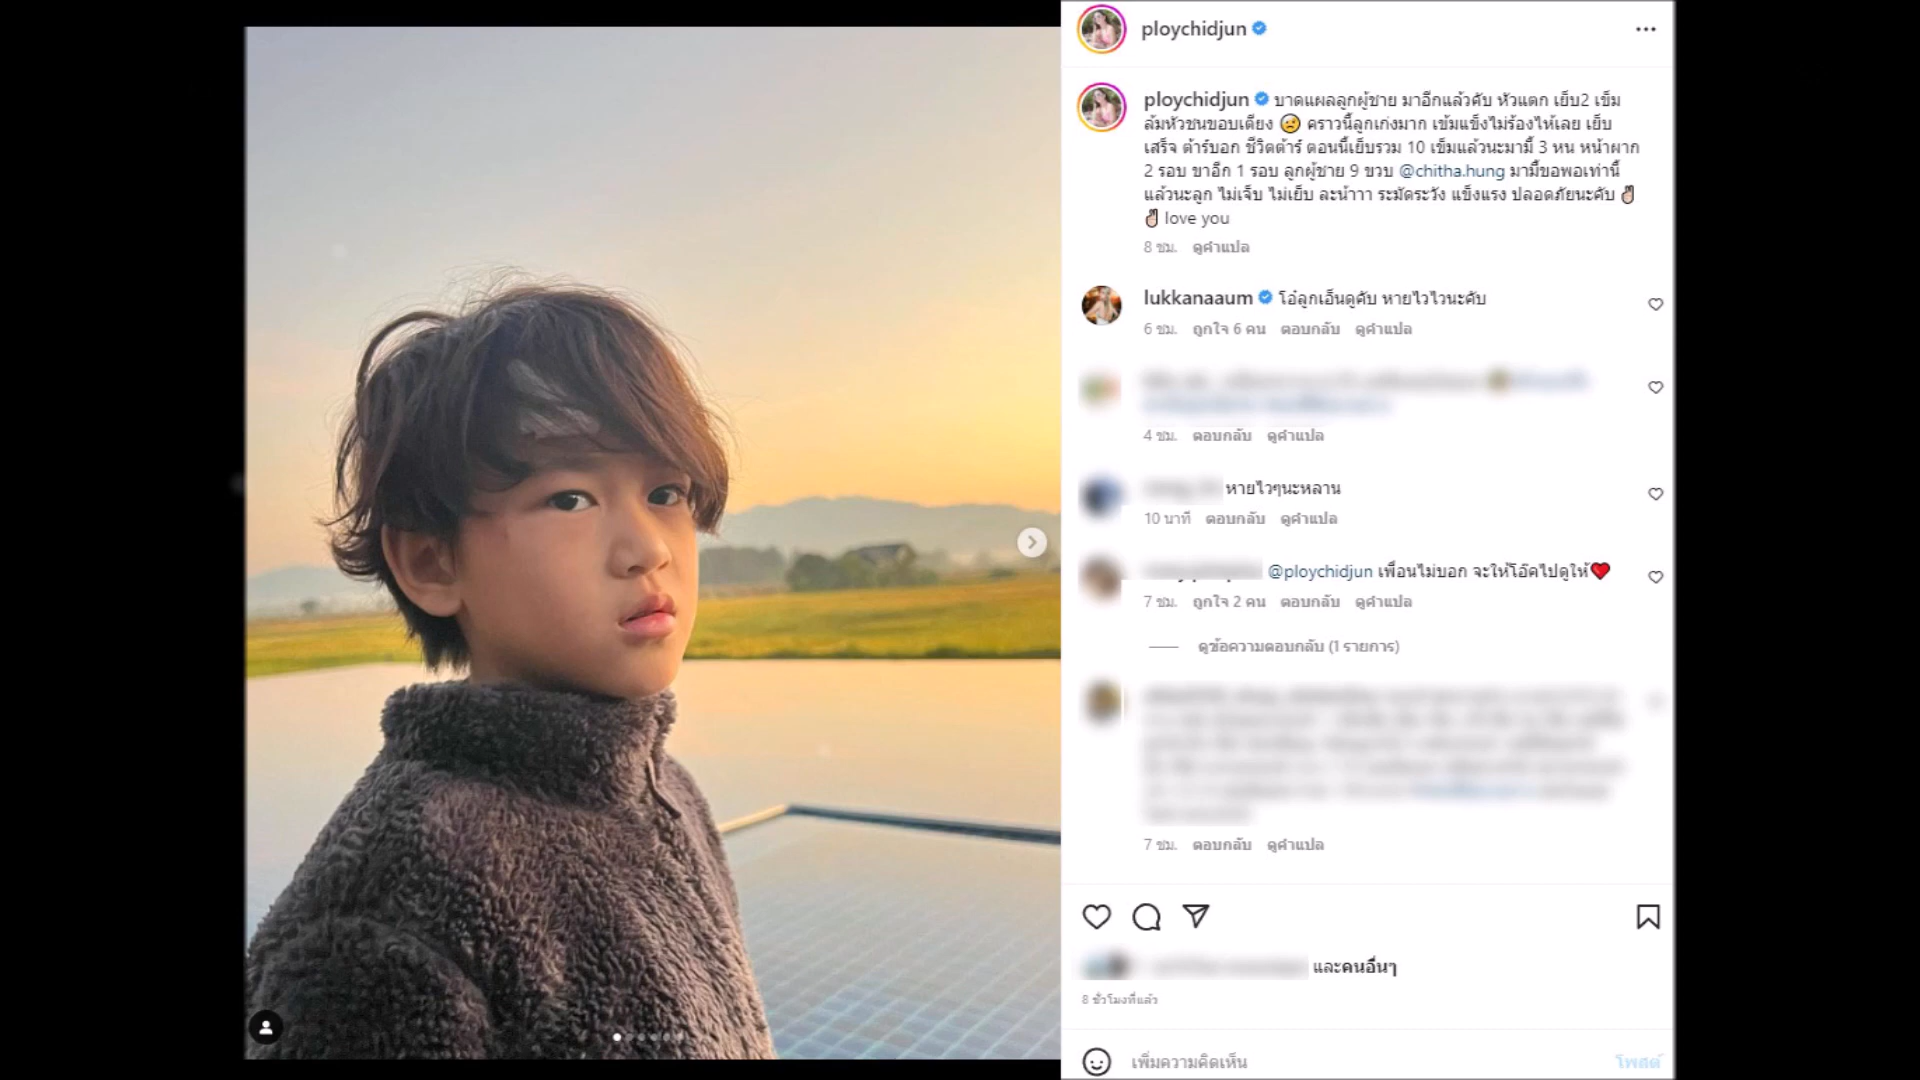 ploychidjun
ploychidjun บาดแผลลูกผู้ชาย มาอีกแล้วคับ หัวแตก เย็บ2 เข็ม
ล้มหัวชนขอบเตียง 🤕 คราวนี้ลูกเก่งมาก เข้มแข็งไม่ร้องไห้เลย เย็บ
เสร็จ ต้าร์บอก ชีวิตต้าร์ ตอนนี้เย็บรวม 10 เข็มแล้วนะมามี้ 3 หน หน้าผาก
2 รอบ ขาอีก 1 รอบ ลูกผู้ชาย 9 ขวบ @chitha.hung มามี้ขอพอเท่านี้
แล้วนะลูก ไม่เจ็บ ไม่เย็บ ละน้าาา ระมัดระวัง แข็งแรง ปลอดภัยนะคับ ✌🏻
✌🏻 love you
8 ชม. ดูคำแปล
lukkanaaum โอ๋ลูกเอ็นดูคับ หายไวไวนะคับ
6 ชม. ถูกใจ 6 คน ตอบกลับ ดูคำแปล
4 ชม. ตอบกลับ ดูคำแปล
หายไวๆนะหลาน
10 นาที ตอบกลับ ดูคำแปล
@ploychidjun เพื่อนไม่บอก จะให้โอ๊คไปดูให้❤️
7 ชม. ถูกใจ 2 คน ตอบกลับ ดูคำแปล
ดูข้อความตอบกลับ (1 รายการ)
7 ชม. ตอบกลับ ดูคำแปล
และคนอื่นๆ
8 ชั่วโมงที่แล้ว
เพิ่มความคิดเห็น
โพสต์